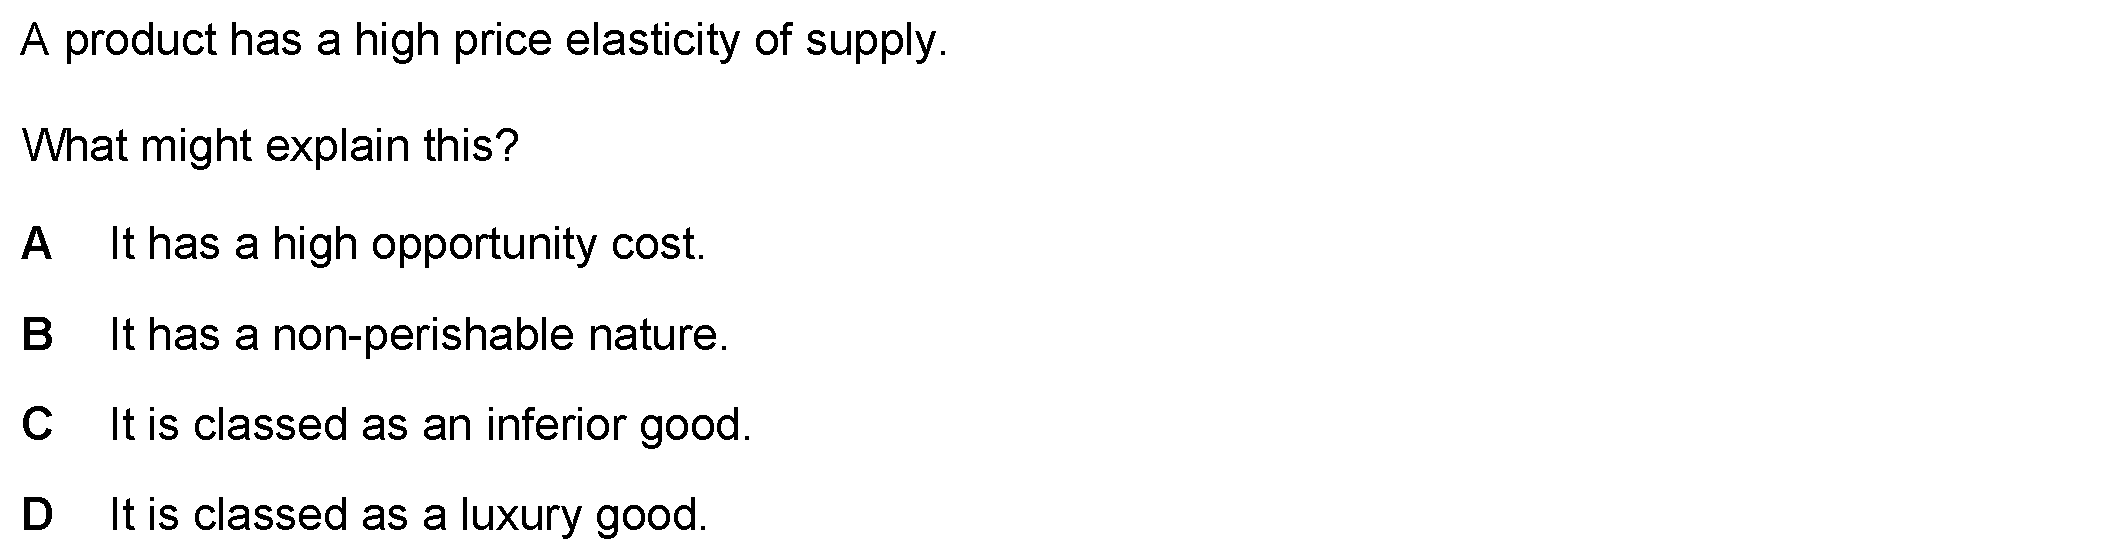 A product has a high price elasticity of supply.
What might explain this?
A It has a high opportunity cost.
B It has a non-perishable nature.
C It is classed as an inferior good.
D It is classed as a luxury good.